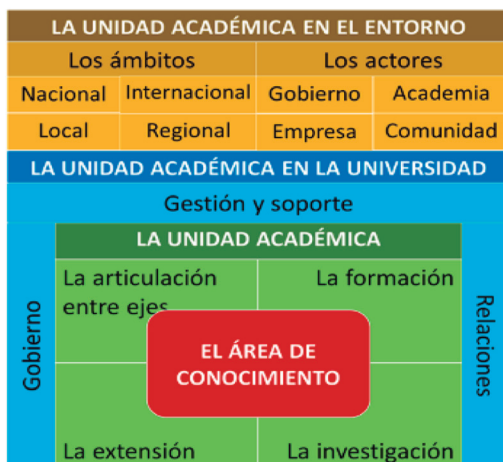 LA UNIDAD ACADÉMICA EN EL ENTORNO
Los ámbitos
Los actores
Nacional
Internacional
Gobierno
Academia
Local
Regional
Empresa
Comunidad
LA UNIDAD ACADÉMICA EN LA UNIVERSIDAD
Gestión y soporte
Gobierno
LA UNIDAD ACADÉMICA
La articulación
entre ejes
La formación
EL ÁREA DE
CONOCIMIENTO
La extensión
La investigación
Relaciones